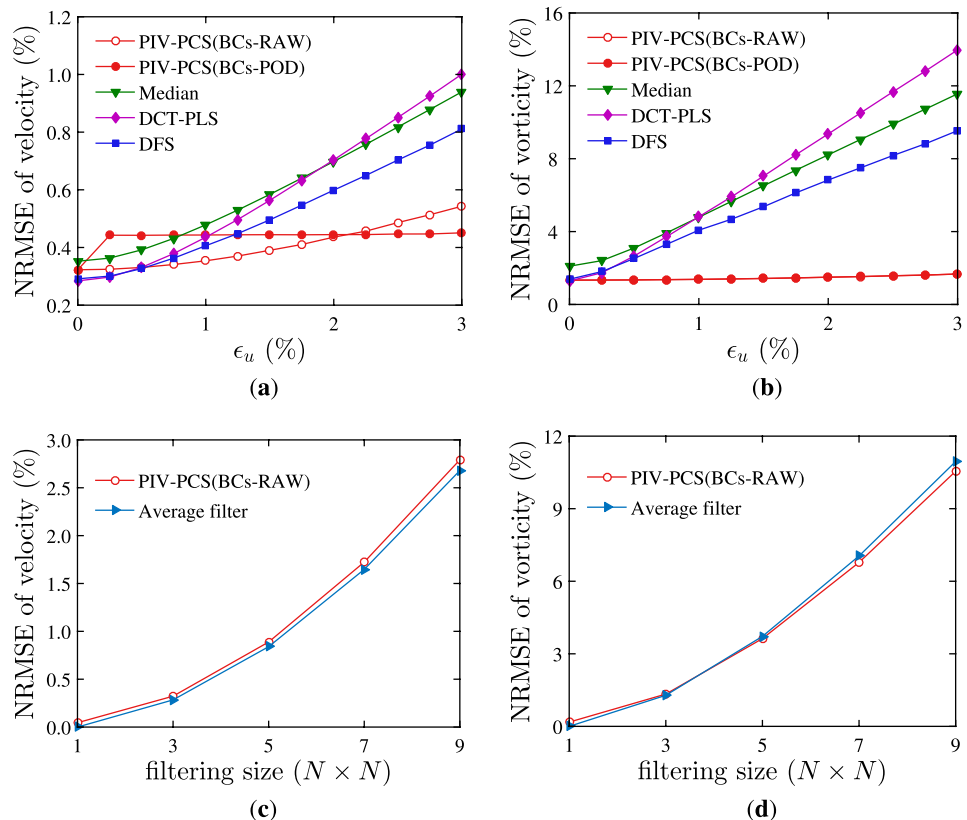 NRMSE of velocity (%)
1.2
1.0
0.8
0.6
0.4
0.2
PIV-PCS(BCs-RAW)
PIV-PCS(BCs-POD)
Median
DCT-PLS
DFS
0 1 2 3
ϵu (%)
(a)
NRMSE of vorticity (%)
16
12
8
4
0
PIV-PCS(BCs-RAW)
PIV-PCS(BCs-POD)
Median
DCT-PLS
DFS
0 1 2 3
ϵu (%)
(b)
NRMSE of velocity (%)
3.0
2.5
2.0
1.5
1.0
0.5
0.0
PIV-PCS(BCs-RAW)
Average filter
1 3 5 7 9
filtering size (N × N)
(c)
NRMSE of vorticity (%)
12
9
6
3
0
PIV-PCS(BCs-RAW)
Average filter
1 3 5 7 9
filtering size (N × N)
(d)